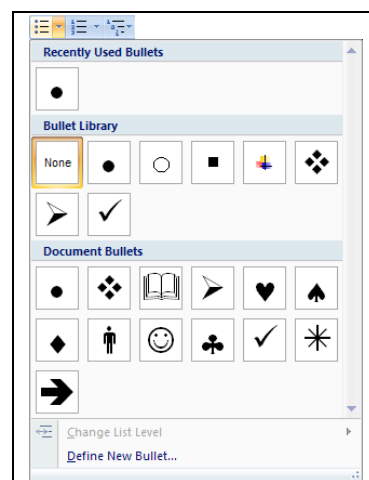 Recently Used Bullets
Bullet Library
None
Document Bullets
Change List Level
Define New Bullet...